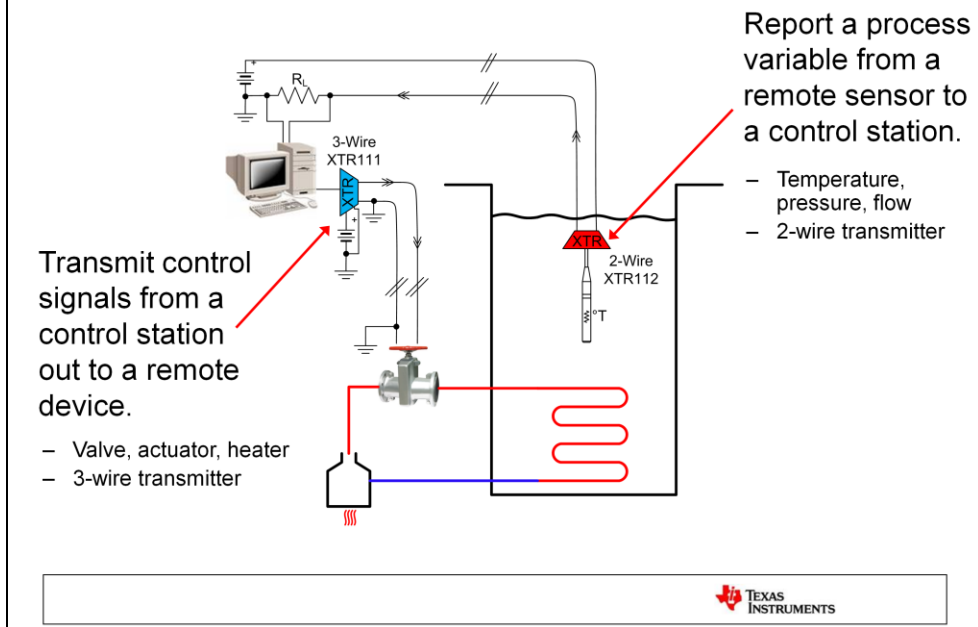 Report a process
variable from a
remote sensor to
a control station.
– Temperature,
pressure, flow
– 2-wire transmitter
+
R_L
3-Wire
XTR111
XTR
+
XTR
2-Wire
XTR112
°T
Transmit control
signals from a
control station
out to a remote
device.
– Valve, actuator, heater
– 3-wire transmitter
TEXAS
INSTRUMENTS